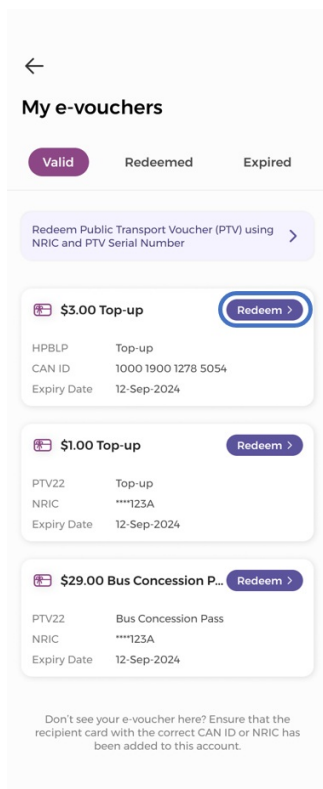 My e-vouchers
Valid Redeemed Expired
Redeem Public Transport Voucher (PTV) using
NRIC and PTV Serial Number
$3.00 Top-up Redeem >
HPBLP Top-up
CAN ID 1000 1900 1278 5054
Expiry Date 12-Sep-2024
$1.00 Top-up Redeem >
PTV22 Top-up
NRIC ****123A
Expiry Date 12-Sep-2024
$29.00 Bus Concession P... Redeem >
PTV22 Bus Concession Pass
NRIC ****123A
Expiry Date 12-Sep-2024
Don't see your e-voucher here? Ensure that the
recipient card with the correct CAN ID or NRIC has
been added to this account.